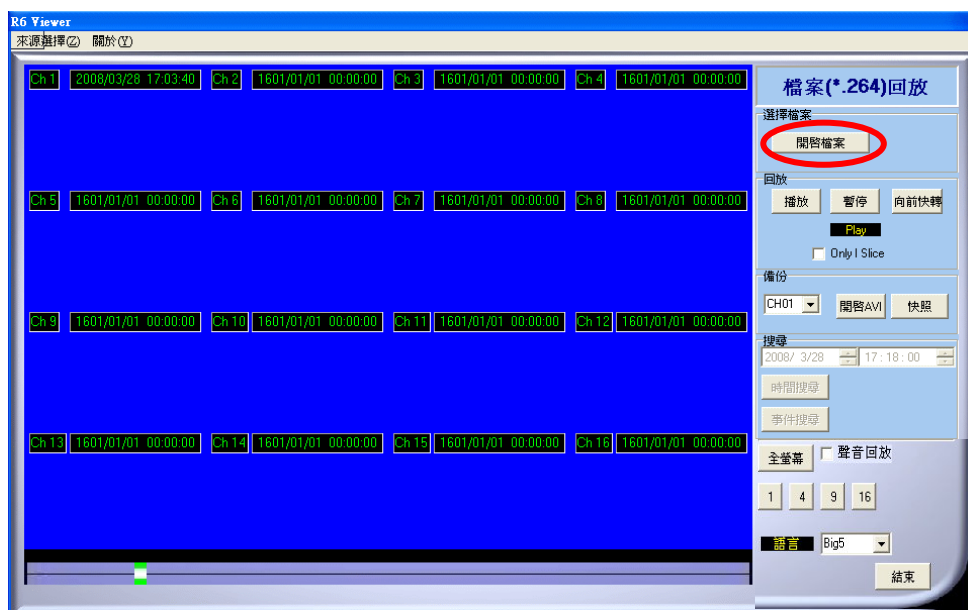 R6 Viewer
來源選擇(Z) 關於(Y)
Ch 1 2008/03/28 17:03:40 Ch 2 1601/01/01 00:00:00 Ch 3 1601/01/01 00:00:00 Ch 4 1601/01/01 00:00:00
Ch 5 1601/01/01 00:00:00 Ch 6 1601/01/01 00:00:00 Ch 7 1601/01/01 00:00:00 Ch 8 1601/01/01 00:00:00
Ch 9 1601/01/01 00:00:00 Ch 10 1601/01/01 00:00:00 Ch 11 1601/01/01 00:00:00 Ch 12 1601/01/01 00:00:00
Ch 13 1601/01/01 00:00:00 Ch 14 1601/01/01 00:00:00 Ch 15 1601/01/01 00:00:00 Ch 16 1601/01/01 00:00:00
檔案(*.264)回放
選擇檔案
開啓檔案
回放
播放 暫停 向前快轉
Play
Only I Slice
備份
CH01 開啓AVI 快照
搜尋
2008/ 3/28 17:18:00
時間搜尋
事件搜尋
全螢幕 聲音回放
1 4 9 16
語言 Big5
結束